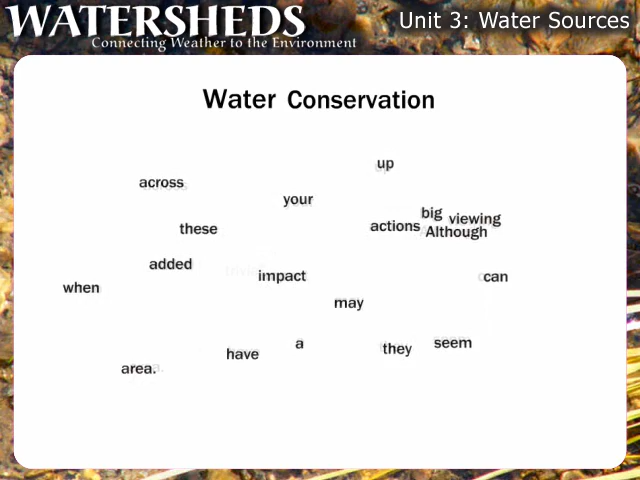 WATERSHEDS
Connecting Weather to the Environment
Unit 3: Water Sources
Water Conservation
up
across
your
big
viewing
actions
Although
these
added
impact
can
when
may
a
seem
they
have
area.